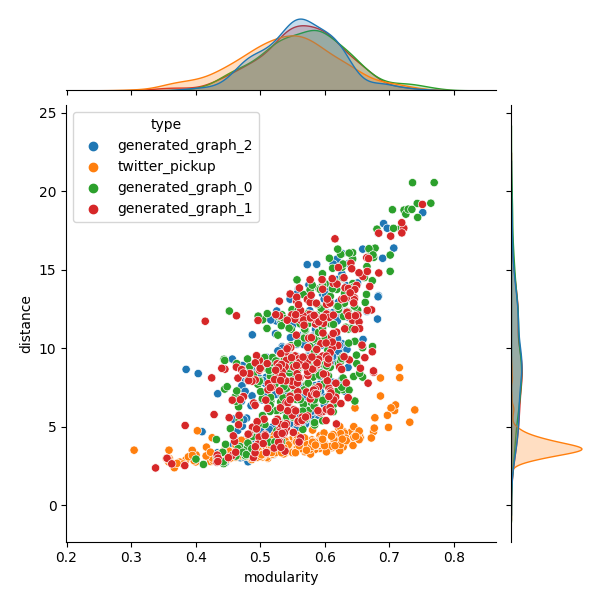 type
generated_graph_2
twitter_pickup
generated_graph_0
generated_graph_1
25
20
15
10
5
0
distance
0.2 0.3 0.4 0.5 0.6 0.7 0.8
modularity